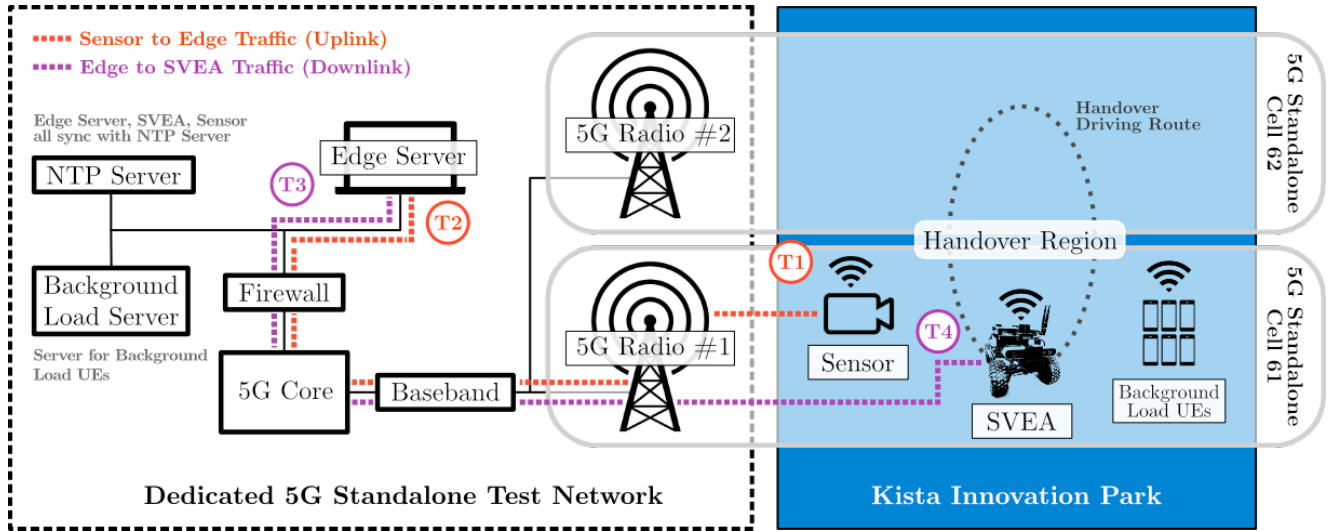 Sensor to Edge Traffic (Uplink)
Edge to SVEA Traffic (Downlink)
Edge Server, SVEA, Sensor
all sync with NTP Server
NTP Server
Edge Server
T3
T2
Background
Load Server
Firewall
Server for Background
Load UEs
5G Core
Baseband
5G Radio #2
5G Radio #1
Handover
Driving Route
Handover Region
T1
Sensor
T4
SVEA
Background
Load UEs
5G Standalone
Cell 62
5G Standalone
Cell 61
Dedicated 5G Standalone Test Network
Kista Innovation Park